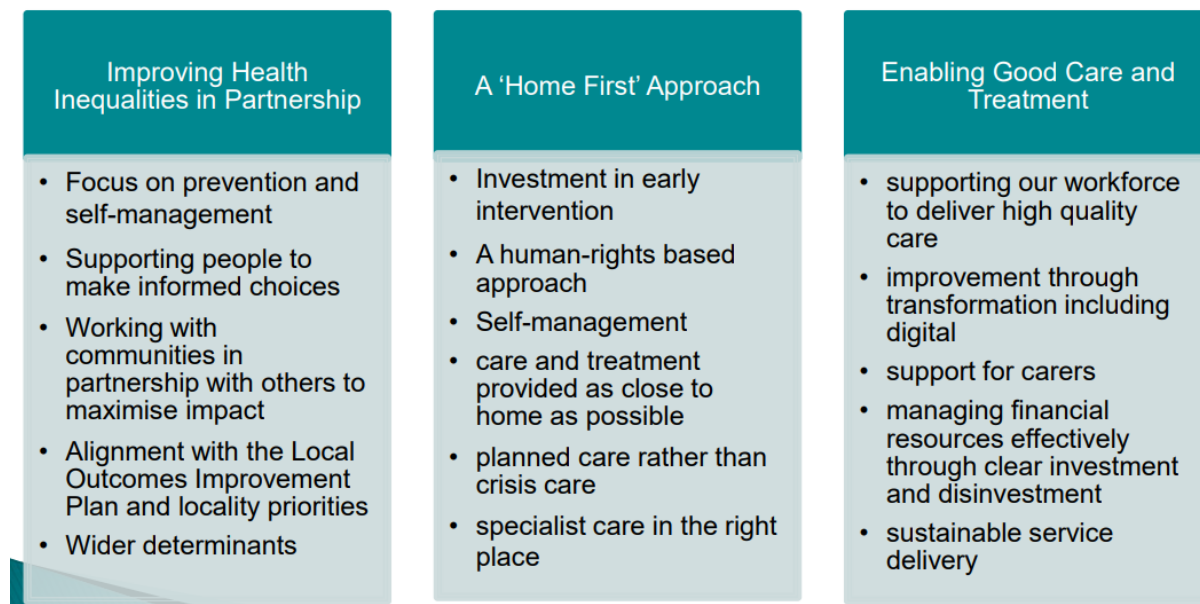 Improving Health
Inequalities in Partnership
• Focus on prevention and
self-management
• Supporting people to
make informed choices
• Working with
communities in
partnership with others to
maximise impact
• Alignment with the Local
Outcomes Improvement
Plan and locality priorities
• Wider determinants
A ‘Home First’ Approach
• Investment in early
intervention
• A human-rights based
approach
• Self-management
• care and treatment
provided as close to
home as possible
• planned care rather than
crisis care
• specialist care in the right
place
Enabling Good Care and
Treatment
• supporting our workforce
to deliver high quality
care
• improvement through
transformation including
digital
• support for carers
• managing financial
resources effectively
through clear investment
and disinvestment
• sustainable service
delivery